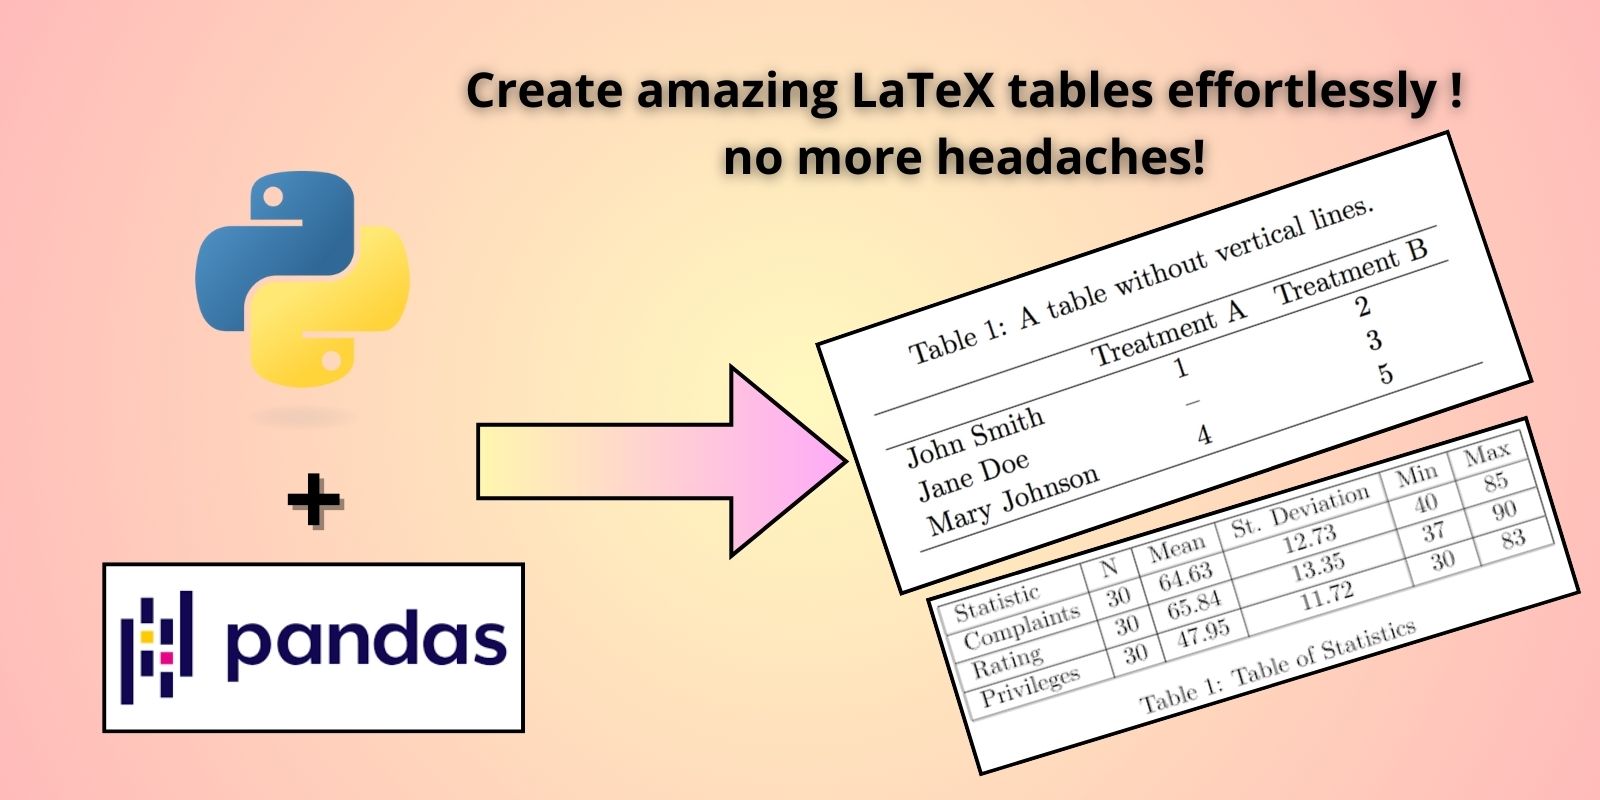 Create amazing LaTeX tables effortlessly !
no more headaches!
+
pandas
Table 1: A table without vertical lines.
Treatment A Treatment B
John Smith 1 2
Jane Doe – 3
Mary Johnson 4 5
Statistic N Mean St. Deviation Min Max
Complaints 30 64.63 12.73 40 85
Rating 30 65.84 13.35 37 90
Privileges 30 47.95 11.72 30 83
Table 1: Table of Statistics